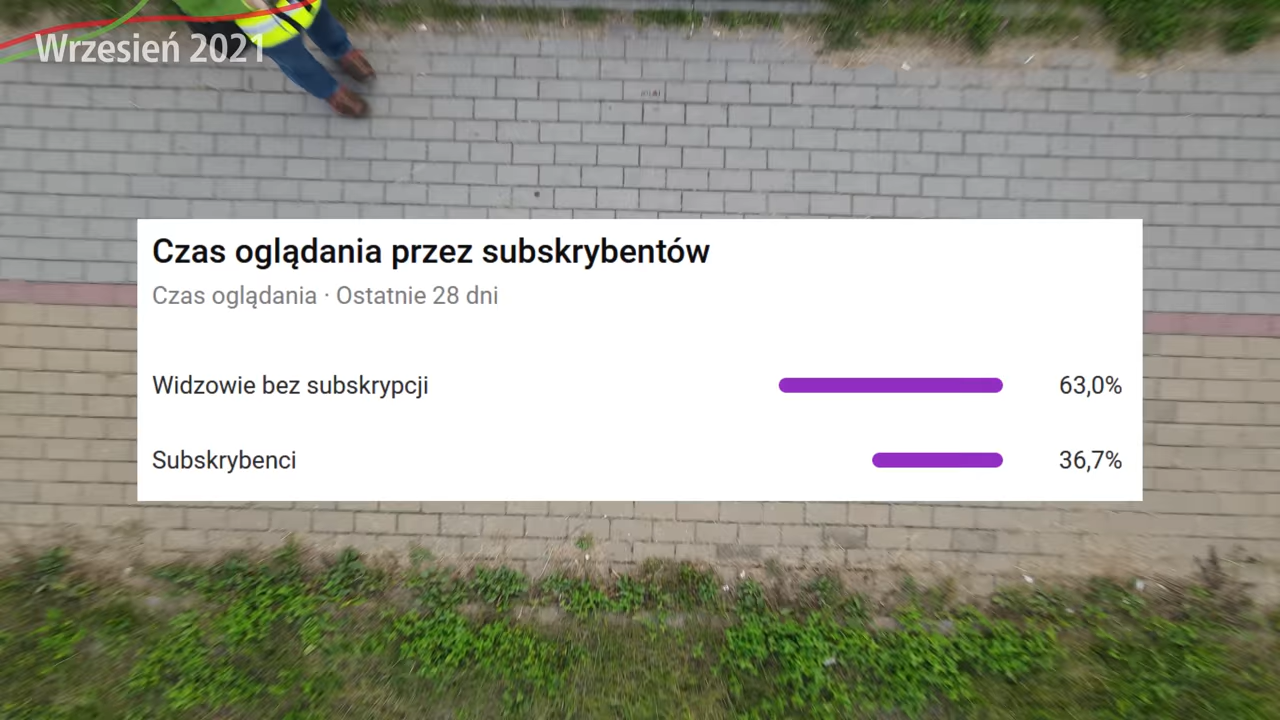 Wrzesień 2021
Czas oglądania przez subskrybentów
Czas oglądania · Ostatnie 28 dni
Widzowie bez subskrypcji 63,0%
Subskrybenci 36,7%